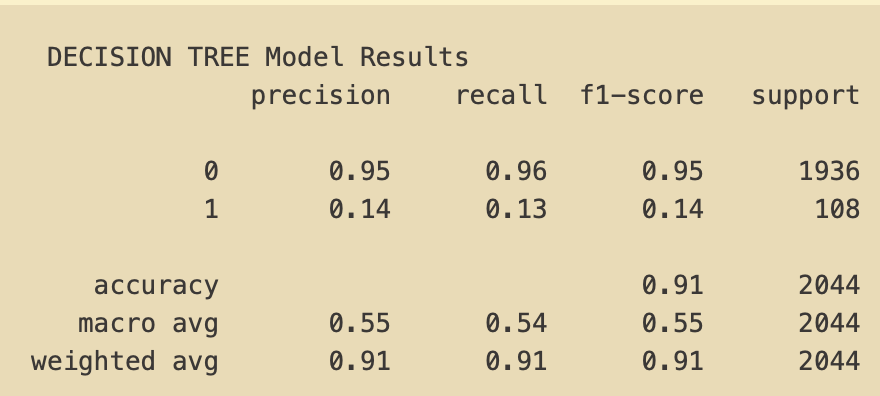 DECISION TREE Model Results
precision recall f1-score support
0 0.95 0.96 0.95 1936
1 0.14 0.13 0.14 108
accuracy 0.91 2044
macro avg 0.55 0.54 0.55 2044
weighted avg 0.91 0.91 0.91 2044